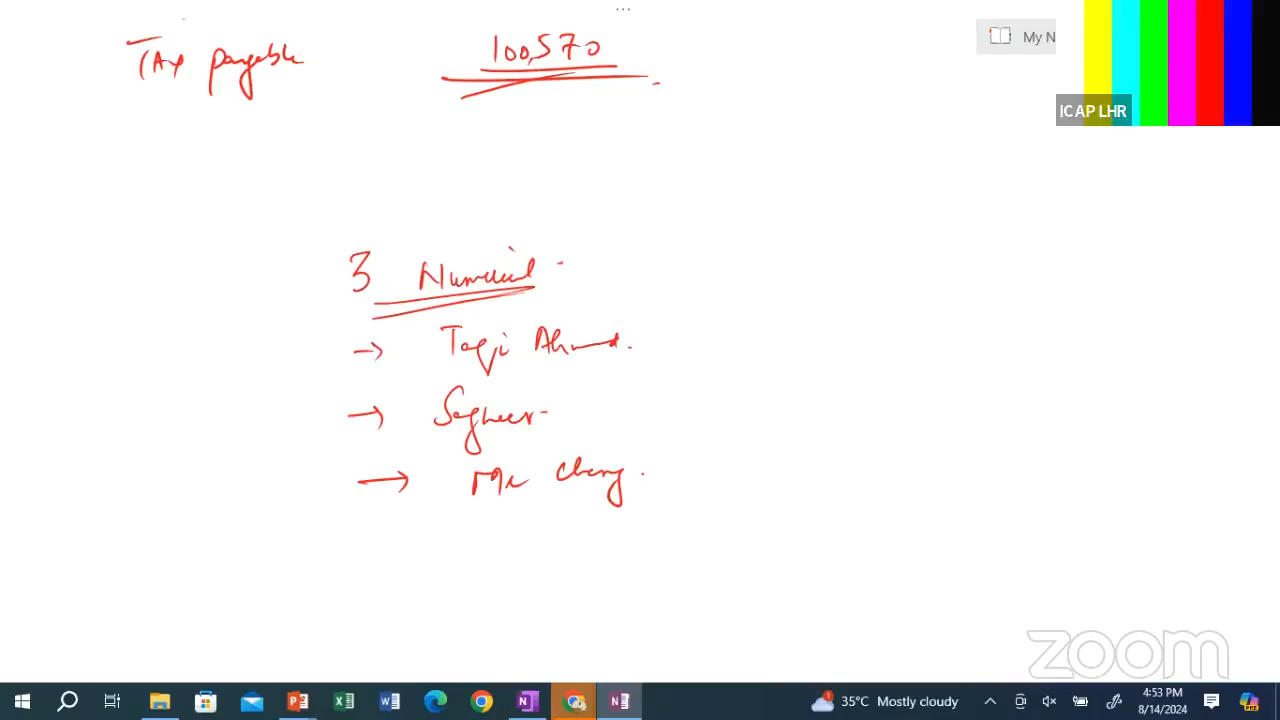 ...
My N
Tax payable 100,570
ICAP LHR
3 Numerical
→ Taqi Ahmad.
→ Sagheer
→ Mr Chang.
zoom
35°C Mostly cloudy
4:53 PM
8/14/2024